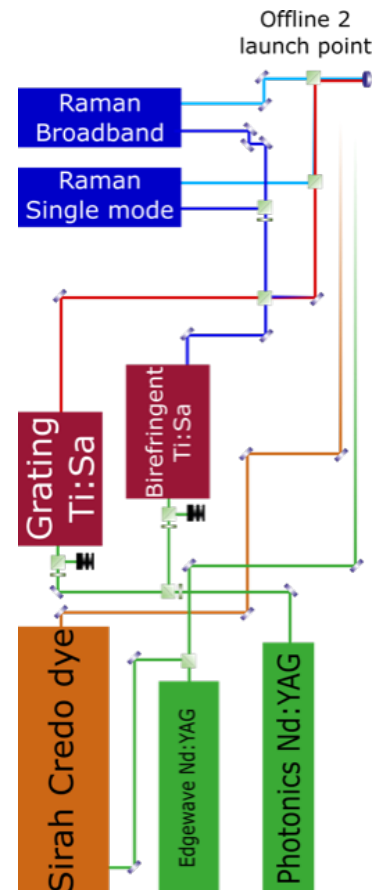 Offline 2
launch point
Raman
Broadband
Raman
Single mode
Birefringent
Ti:Sa
Grating
Ti:Sa
Sirah Credo dye
Edgewave Nd:YAG
Photonics Nd:YAG